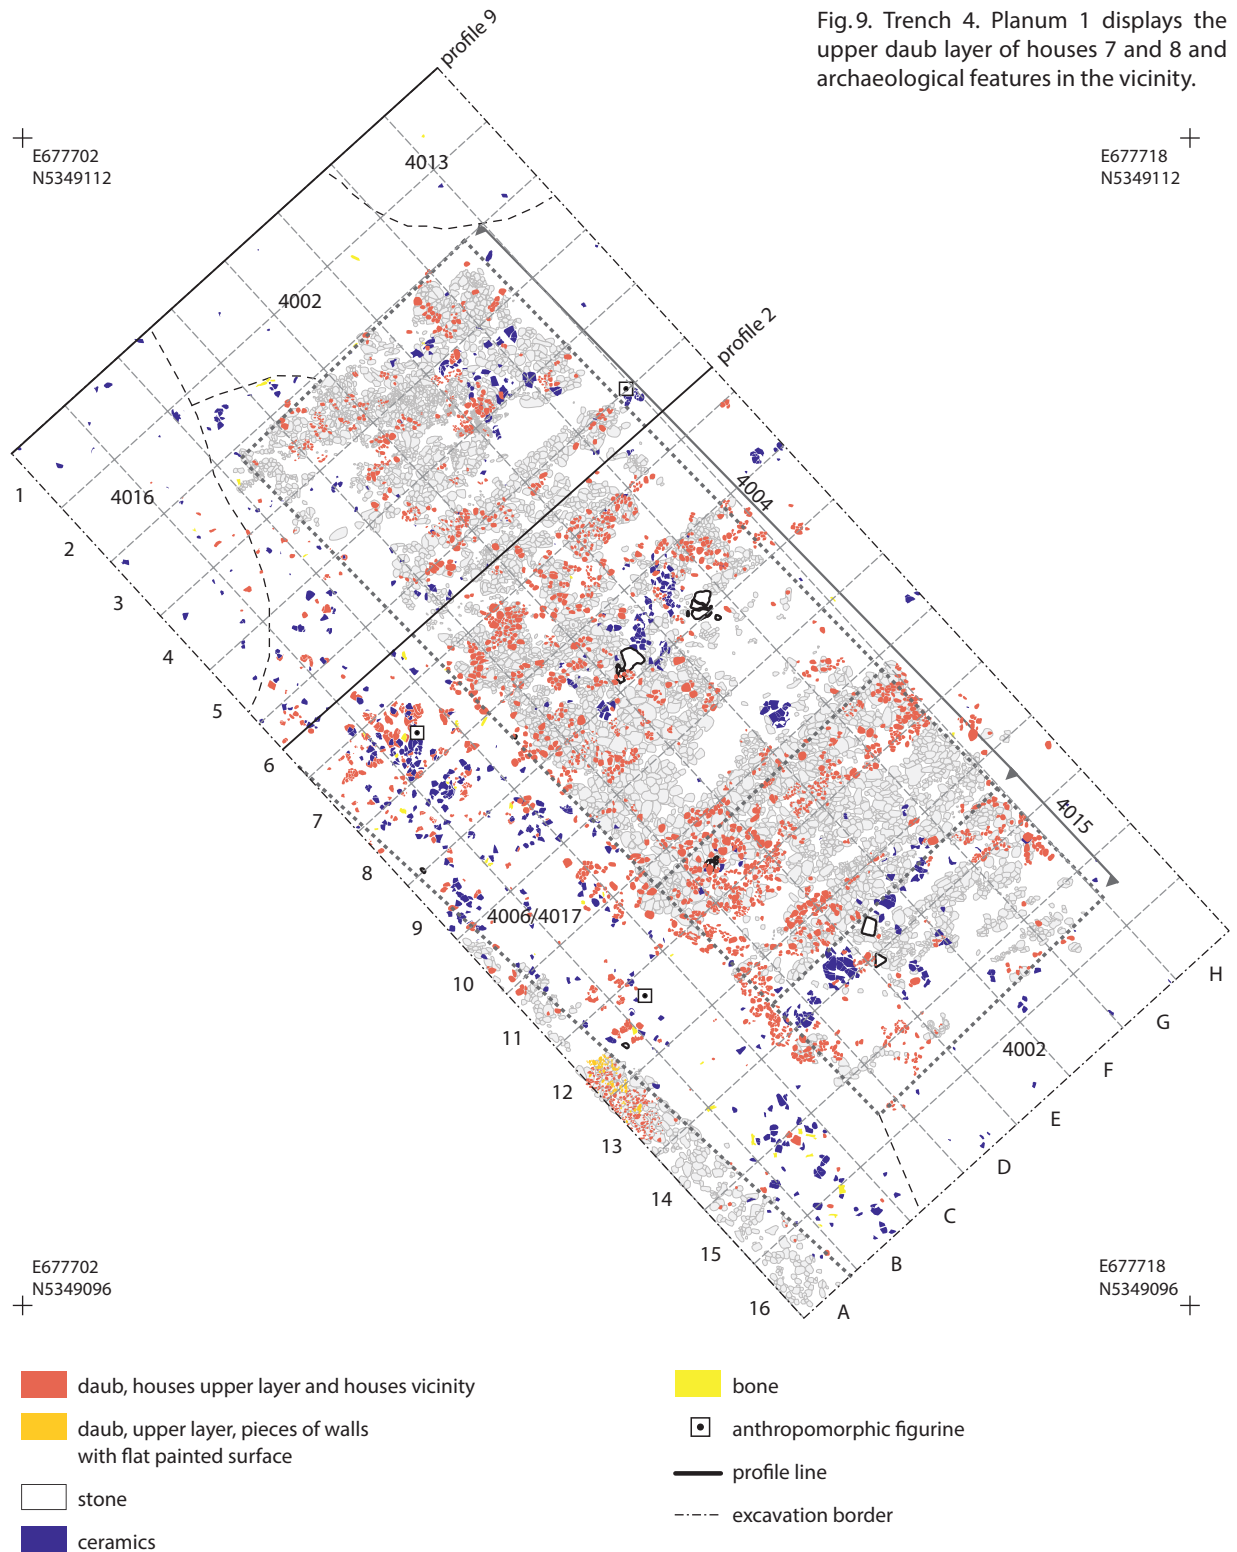 Fig. 9. Trench 4. Planum 1 displays the
upper daub layer of houses 7 and 8 and
archaeological features in the vicinity.
profile 9
E677702
N5349112
E677718
N5349112
4013
4002
profile 2
4016
4004
1
2
3
4
5
6
7
8
9
10
11
12
13
14
15
16
4015
4006/4017
4002
H
G
F
E
D
C
B
A
E677702
N5349096
E677718
N5349096
daub, houses upper layer and houses vicinity
daub, upper layer, pieces of walls
with flat painted surface
stone
ceramics
bone
anthropomorphic figurine
profile line
excavation border